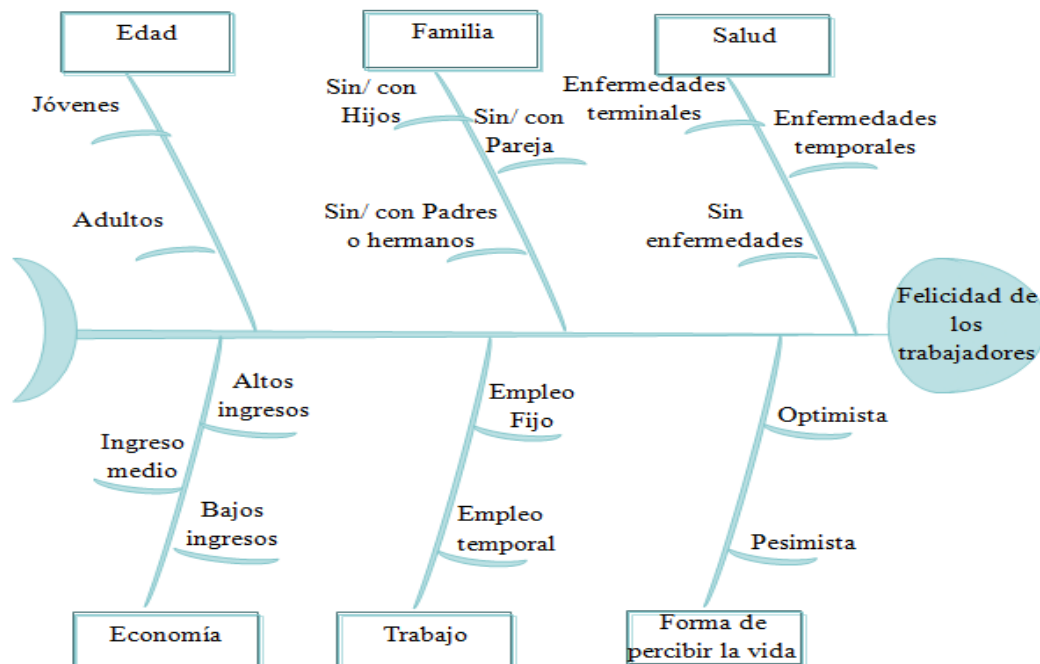 Edad
Familia
Salud
Jóvenes
Adultos
Sin/ con
Hijos
Sin/ con
Pareja
Sin/ con Padres
o hermanos
Enfermedades
terminales
Enfermedades
temporales
Sin
enfermedades
Felicidad de
los
trabajadores
Altos
ingresos
Ingreso
medio
Bajos
ingresos
Empleo
Fijo
Empleo
temporal
Optimista
Pesimista
Economía
Trabajo
Forma de
percibir la vida